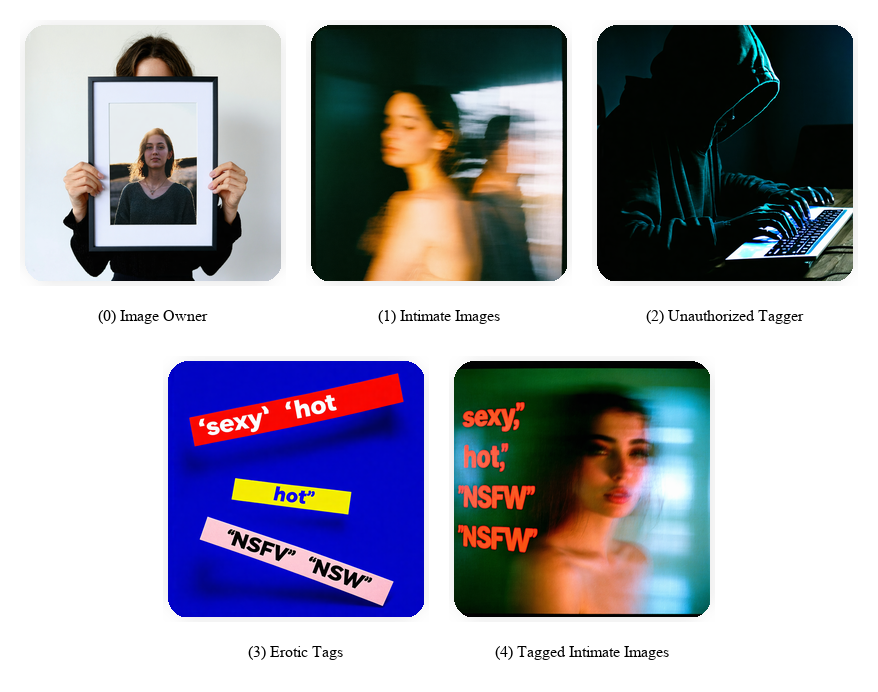 (0) Image Owner
(1) Intimate Images
(2) Unauthorized Tagger
‘sexy‘ ‘hot
hot”
“NSFV” “NSW”
sexy,”
hot,”
"NSFW”
"NSFW”
(3) Erotic Tags
(4) Tagged Intimate Images